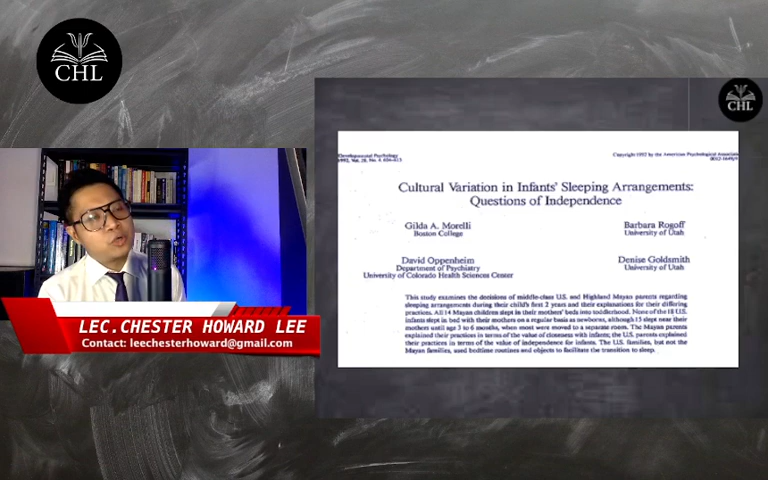 CHL
CHL
Developmental Psychology
Copyright 1992 by the American Psychological Association
Cultural Variation in Infants' Sleeping Arrangements:
Questions of Independence
Gilda A. Morelli
Boston College
Barbara Rogoff
University of Utah
David Oppenheim
Department of Psychiatry
University of Colorado Health Sciences Center
Denise Goldsmith
University of Utah
This study examines the decisions of middle-class U.S. and Highland Mayan parents regarding
sleeping arrangements during their child's first 2 years and their explanations for their differing
practices. All 14 Mayan children slept in their mothers' beds into toddlerhood. None of the 18 U.S.
infants slept in bed with their mothers on a regular basis as newborns, although 15 slept near their
mothers until age 3 to 6 months, when most were moved to a separate room. The Mayan parents
explained their practices in terms of the value of closeness with infants; the U.S. parents explained
their practices in terms of the value of independence for infants. The U.S. families, but not the
Mayan families, used bedtime routines and objects to facilitate the transition to sleep.
LEC.CHESTER HOWARD LEE
Contact: leechesterhoward@gmail.com